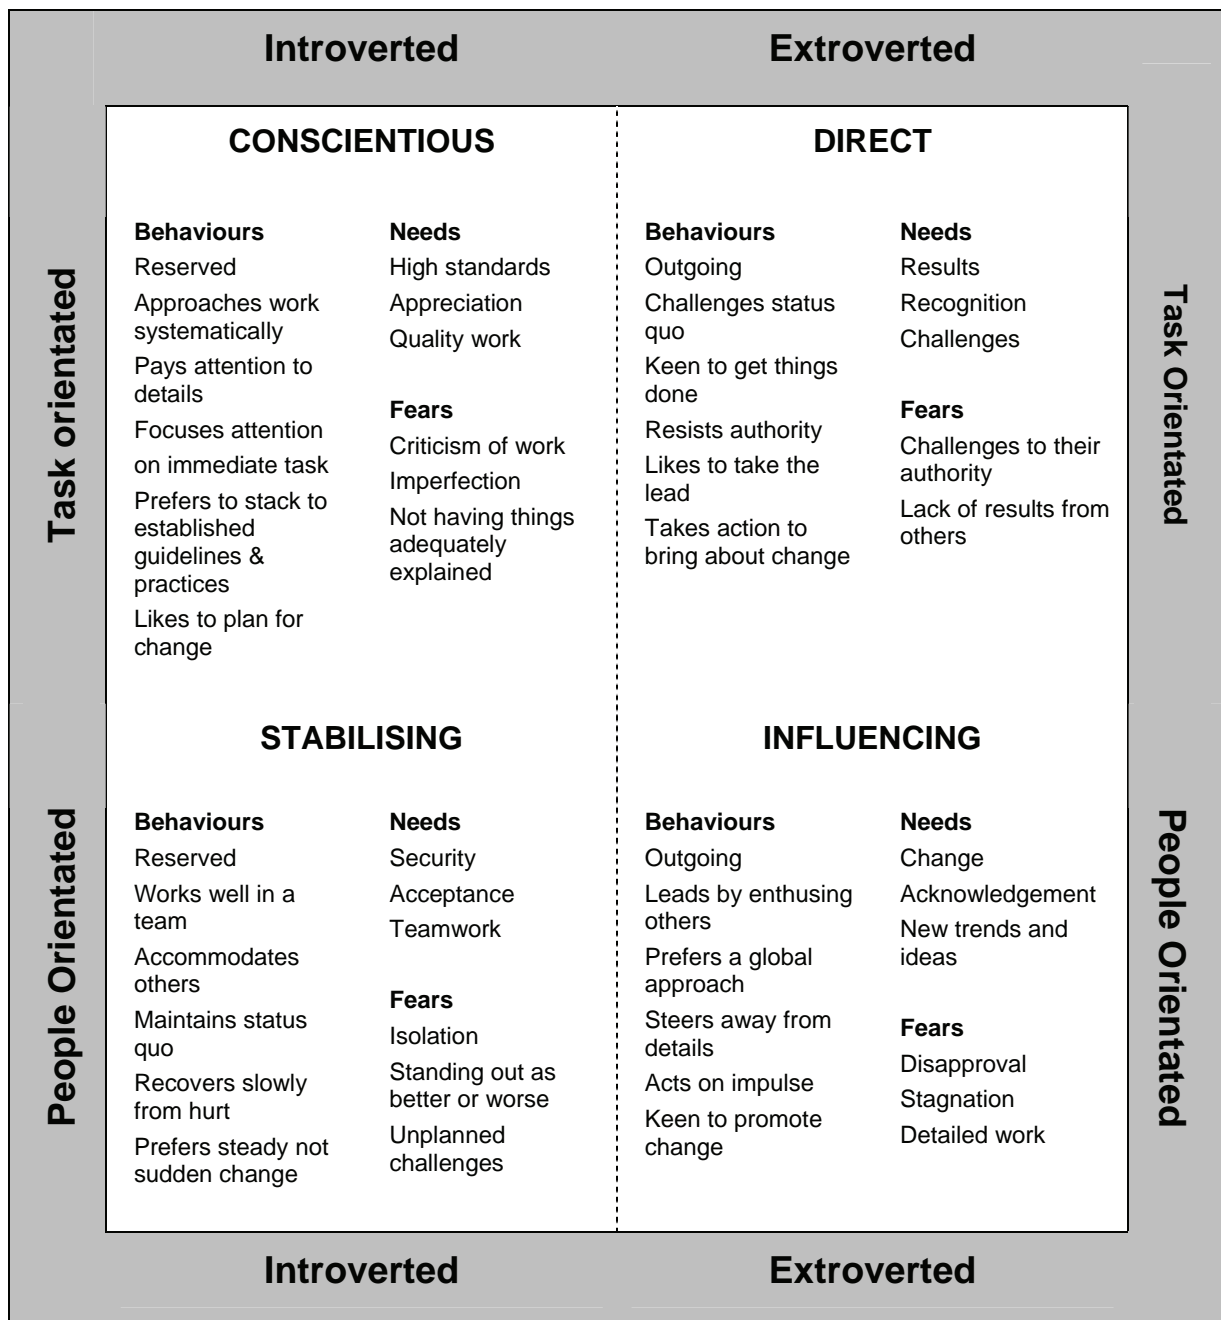 Introverted
Extroverted
Task orientated
Task Orientated
CONSCIENTIOUS
Behaviours
Reserved
Approaches work
systematically
Pays attention to
details
Focuses attention
on immediate task
Prefers to stack to
established
guidelines &
practices
Likes to plan for
change
Needs
High standards
Appreciation
Quality work
Fears
Criticism of work
Imperfection
Not having things
adequately
explained
DIRECT
Behaviours
Outgoing
Challenges status
quo
Keen to get things
done
Resists authority
Likes to take the
lead
Takes action to
bring about change
Needs
Results
Recognition
Challenges
Fears
Challenges to their
authority
Lack of results from
others
People Orientated
People Orientated
STABILISING
Behaviours
Reserved
Works well in a
team
Accommodates
others
Maintains status
quo
Recovers slowly
from hurt
Prefers steady not
sudden change
Needs
Security
Acceptance
Teamwork
Fears
Isolation
Standing out as
better or worse
Unplanned
challenges
INFLUENCING
Behaviours
Outgoing
Leads by enthusing
others
Prefers a global
approach
Steers away from
details
Acts on impulse
Keen to promote
change
Needs
Change
Acknowledgement
New trends and
ideas
Fears
Disapproval
Stagnation
Detailed work
Introverted
Extroverted